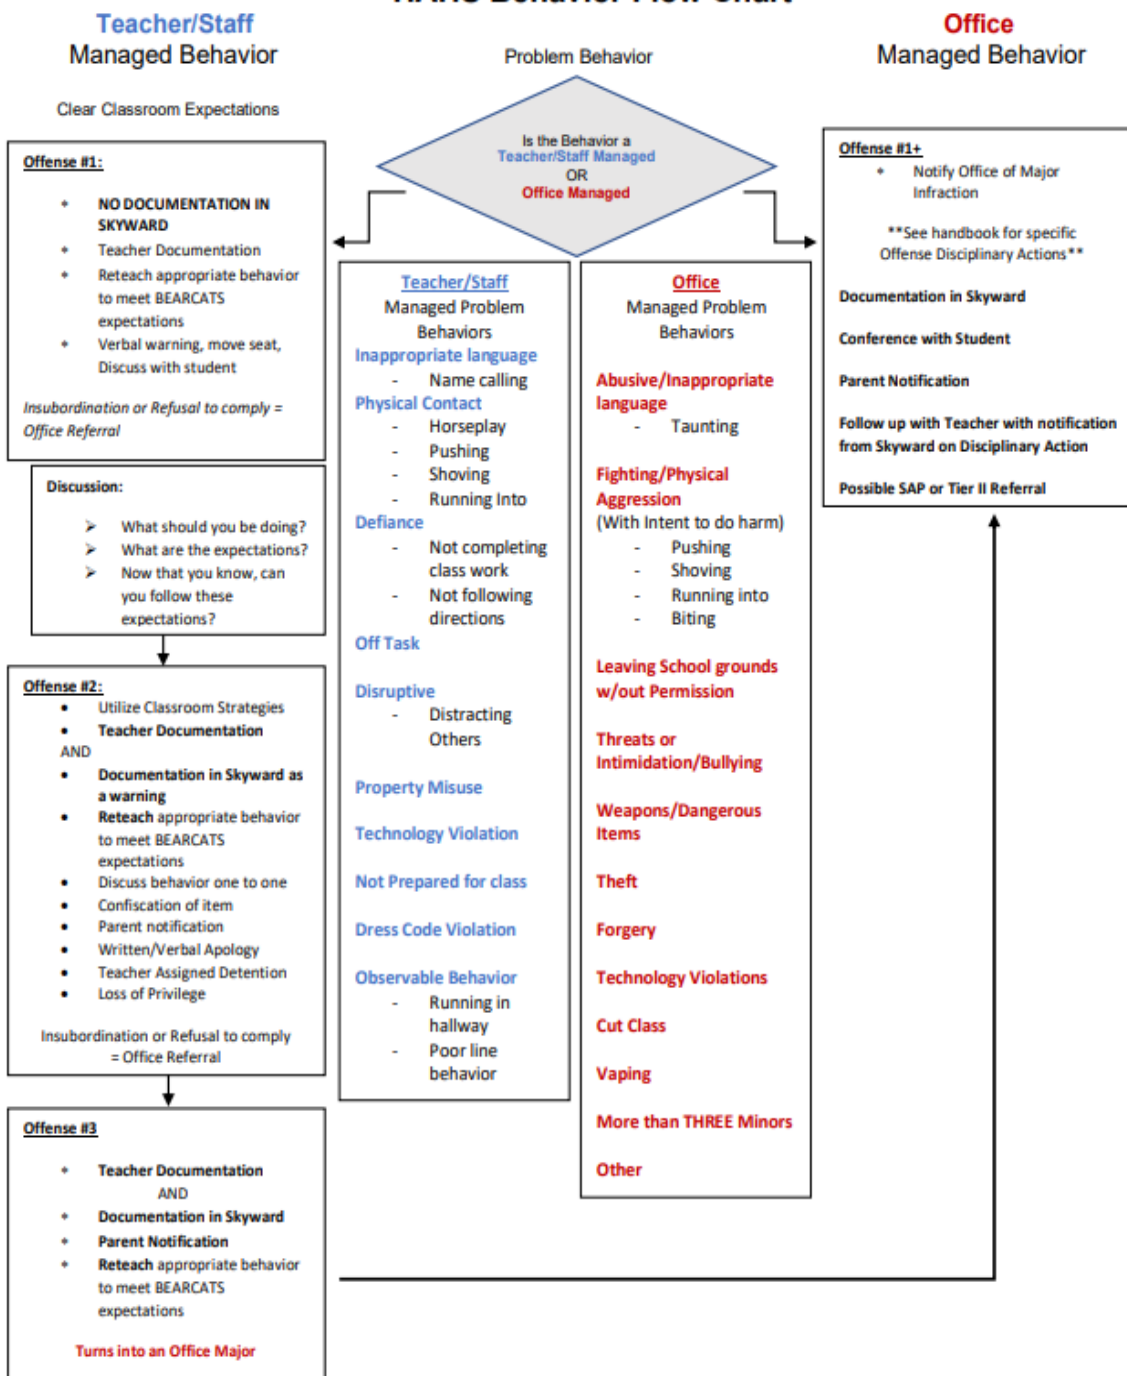 Behavior Flow Chart
Teacher/Staff
Managed Behavior
Clear Classroom Expectations
Offense #1:
NO DOCUMENTATION IN
SKYWARD
Teacher Documentation
Reteach appropriate behavior
to meet BEARCATS
expectations
Verbal warning, move seat,
Discuss with student
Insubordination or Refusal to comply =
Office Referral
Discussion:
➢ What should you be doing?
➢ What are the expectations?
➢ Now that you know, can
you follow these
expectations?
Offense #2:
• Utilize Classroom Strategies
• Teacher Documentation
AND
• Documentation in Skyward as
a warning
• Reteach appropriate behavior
to meet BEARCATS
expectations
• Discuss behavior one to one
• Confiscation of item
• Parent notification
• Written/Verbal Apology
• Teacher Assigned Detention
• Loss of Privilege
Insubordination or Refusal to comply
= Office Referral
Offense #3
Teacher Documentation
AND
Documentation in Skyward
Parent Notification
Reteach appropriate behavior
to meet BEARCATS
expectations
Turns into an Office Major
Problem Behavior
Is the Behavior a
Teacher/Staff Managed
OR
Office Managed
Teacher/Staff
Managed Problem
Behaviors
Inappropriate language
- Name calling
Physical Contact
- Horseplay
- Pushing
- Shoving
- Running Into
Defiance
- Not completing
class work
- Not following
directions
Off Task
Disruptive
- Distracting
Others
Property Misuse
Technology Violation
Not Prepared for class
Dress Code Violation
Observable Behavior
- Running in
hallway
- Poor line
behavior
Office
Managed Problem
Behaviors
Abusive/Inappropriate
language
- Taunting
Fighting/Physical
Aggression
(With Intent to do harm)
- Pushing
- Shoving
- Running into
- Biting
Leaving School grounds
w/out Permission
Threats or
Intimidation/Bullying
Weapons/Dangerous
Items
Theft
Forgery
Technology Violations
Cut Class
Vaping
More than THREE Minors
Other
Office
Managed Behavior
Offense #1+
Notify Office of Major
Infraction
**See handbook for specific
Offense Disciplinary Actions**
Documentation in Skyward
Conference with Student
Parent Notification
Follow up with Teacher with notification
from Skyward on Disciplinary Action
Possible SAP or Tier II Referral